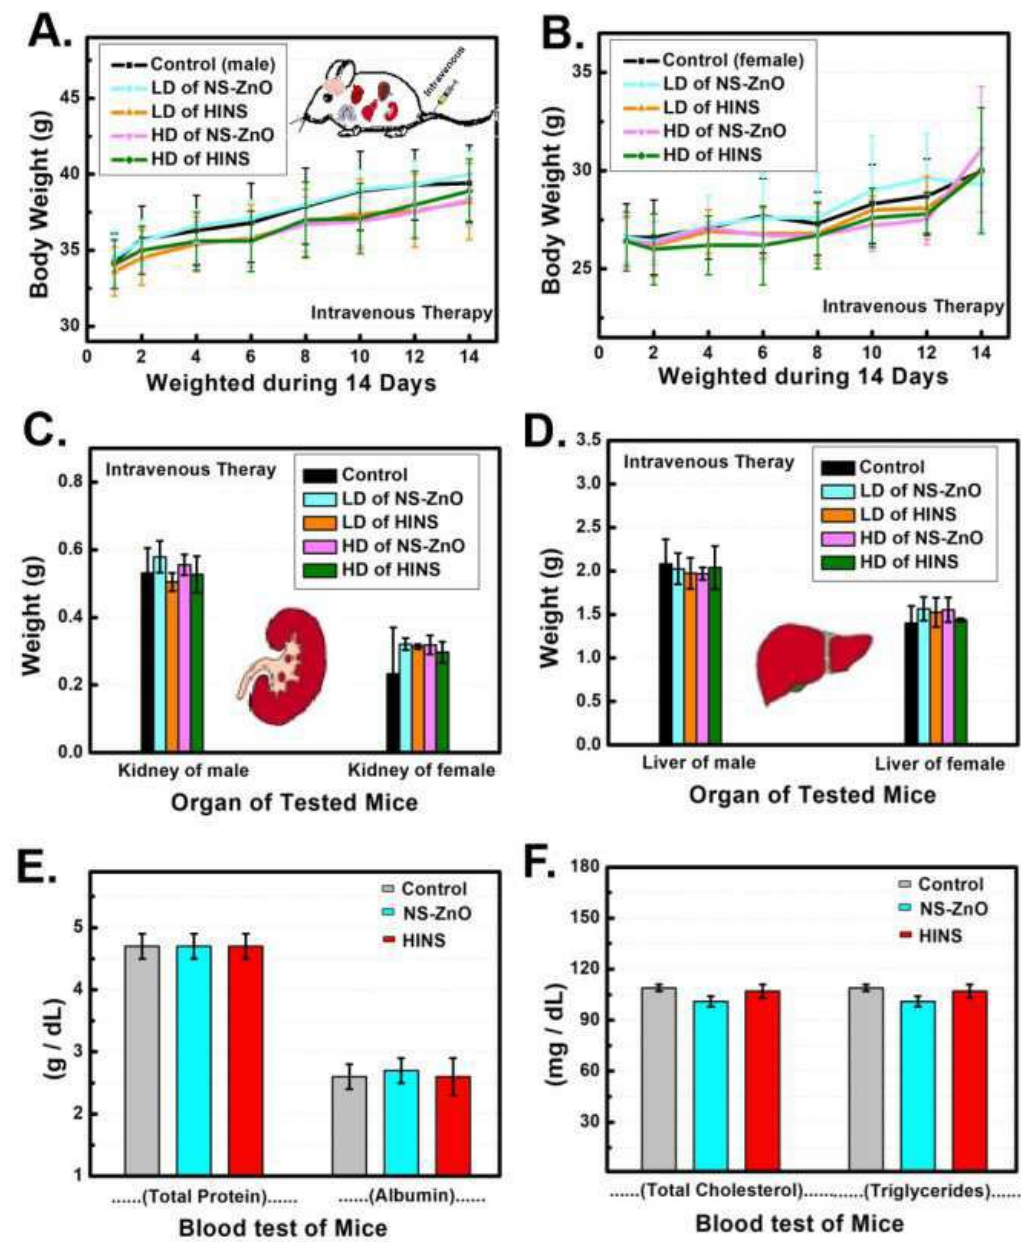 A.
Control (male)
LD of NS-ZnO
LD of HINS
HD of NS-ZnO
HD of HINS
Intravenous
45
40
35
30
Body Weight (g)
Intravenous Therapy
0 2 4 6 8 10 12 14
Weighted during 14 Days
B.
Control (female)
LD of NS-ZnO
LD of HINS
HD of NS-ZnO
HD of HINS
35
30
25
Body Weight (g)
Intravenous Therapy
0 2 4 6 8 10 12 14
Weighted during 14 Days
C.
Intravenous Theray
Control
LD of NS-ZnO
LD of HINS
HD of NS-ZnO
HD of HINS
0.8
0.6
0.4
0.2
0.0
Weight (g)
Kidney of male Kidney of female
Organ of Tested Mice
D.
Intravenous Theray
Control
LD of NS-ZnO
LD of HINS
HD of NS-ZnO
HD of HINS
3.5
3.0
2.5
2.0
1.5
1.0
0.5
0.0
Weight (g)
Liver of male Liver of female
Organ of Tested Mice
E.
Control
NS-ZnO
HINS
5
4
3
2
1
(g / dL)
......(Total Protein)...... ......(Albumin)......
Blood test of Mice
F.
Control
NS-ZnO
HINS
180
150
120
90
60
30
(mg / dL)
......(Total Cholesterol)...... ......(Triglycerides)......
Blood test of Mice